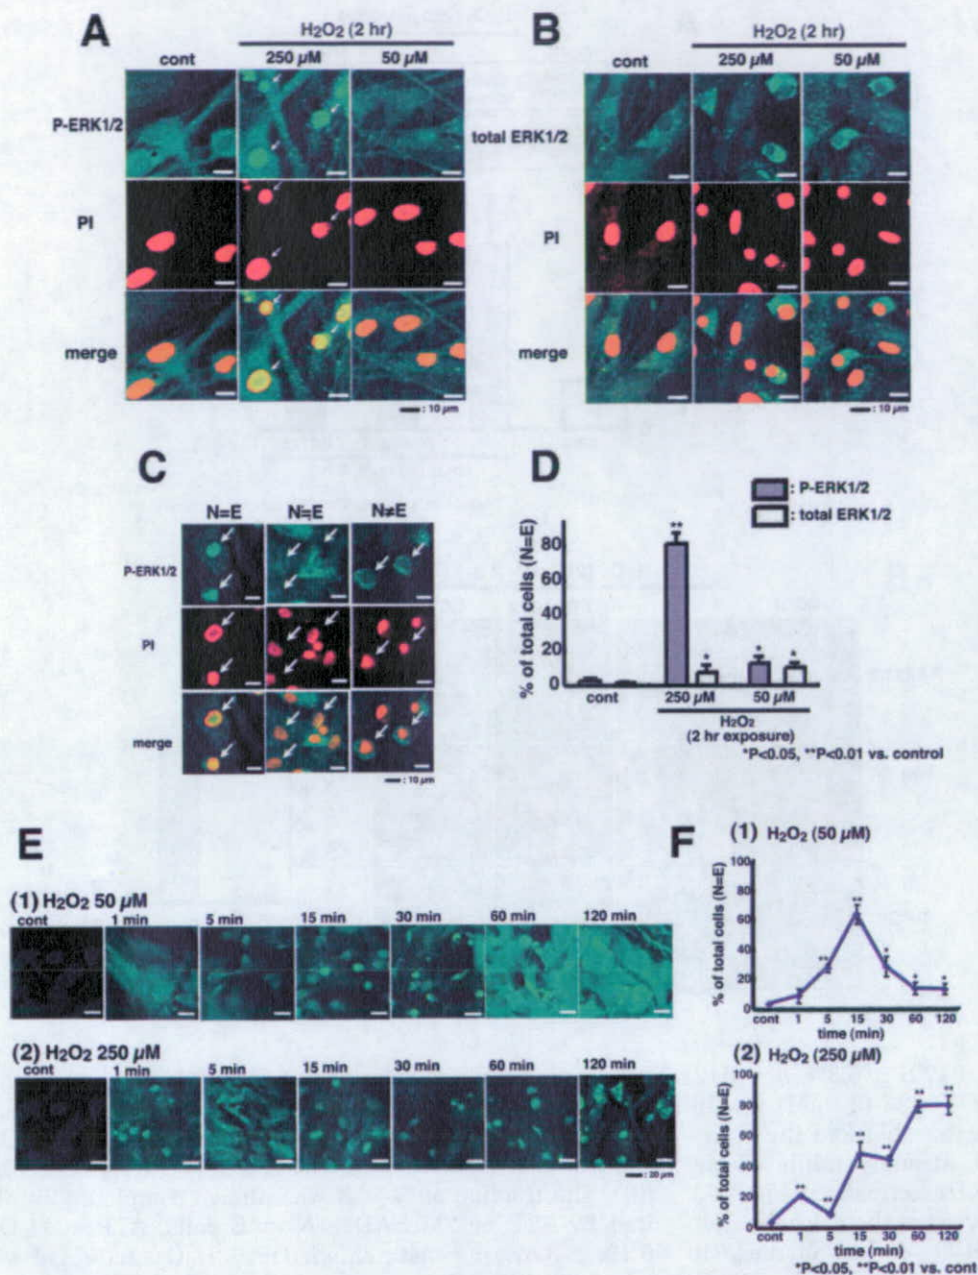 A
H2O2 (2 hr)
cont 250 µM 50 µM
P-ERK1/2
PI
merge
: 10 µm
B
H2O2 (2 hr)
cont 250 µM 50 µM
total ERK1/2
PI
merge
: 10 µm
C
N=E N≒E N≠E
P-ERK1/2
PI
merge
: 10 µm
D
: P-ERK1/2
: total ERK1/2
% of total cells (N=E)
80
60
40
20
0
** * * *
cont 250 µM 50 µM
H2O2
(2 hr exposure)
*P<0.05, **P<0.01 vs. control
E
(1) H2O2 50 µM
cont 1 min 5 min 15 min 30 min 60 min 120 min
(2) H2O2 250 µM
cont 1 min 5 min 15 min 30 min 60 min 120 min
: 20 µm
F
(1) H2O2 (50 µM)
% of total cells (N=E)
100
80
60
40
20
0
** ** * * *
cont 1 5 15 30 60 120
time (min)
(2) H2O2 (250 µM)
% of total cells (N=E)
100
80
60
40
20
0
** ** ** ** **
cont 1 5 15 30 60 120
time (min)
*P<0.05, **P<0.01 vs. cont